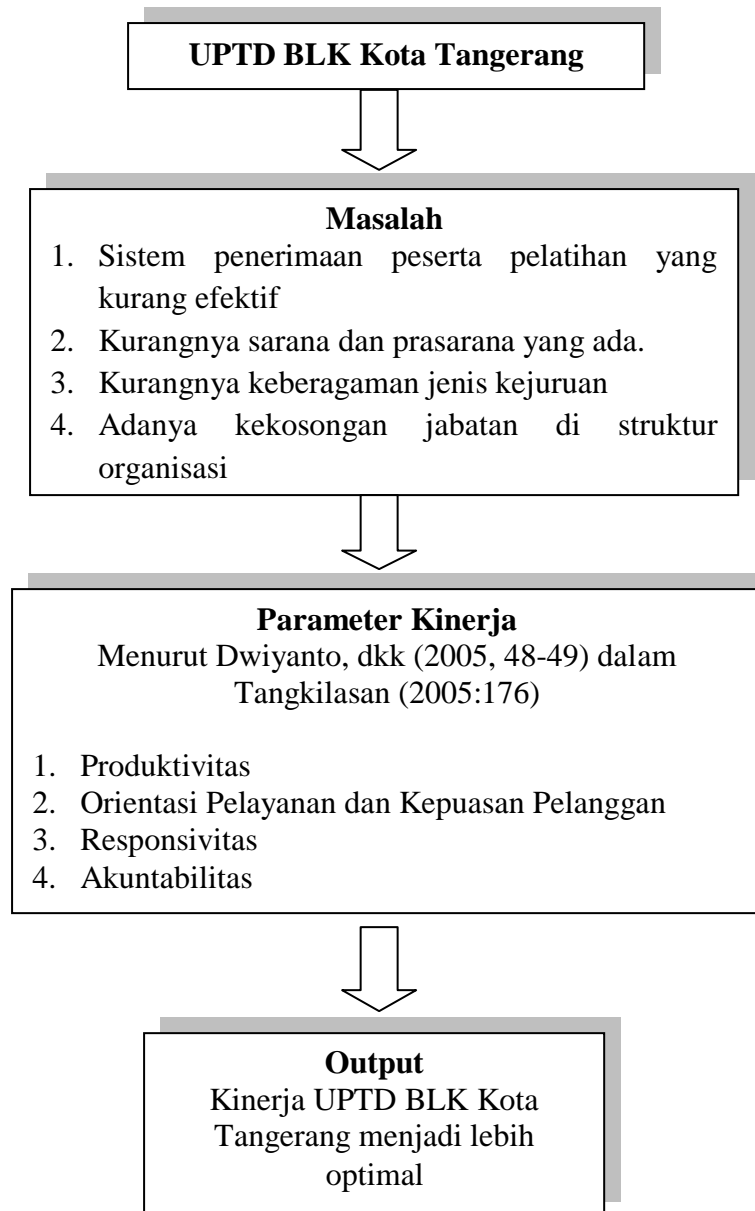 UPTD BLK Kota Tangerang
Masalah
1. Sistem penerimaan peserta pelatihan yang
kurang efektif
2. Kurangnya sarana dan prasarana yang ada.
3. Kurangnya keberagaman jenis kejuruan
4. Adanya kekosongan jabatan di struktur
organisasi
Parameter Kinerja
Menurut Dwiyanto, dkk (2005, 48-49) dalam
Tangkilasan (2005:176)
1. Produktivitas
2. Orientasi Pelayanan dan Kepuasan Pelanggan
3. Responsivitas
4. Akuntabilitas
Output
Kinerja UPTD BLK Kota
Tangerang menjadi lebih
optimal